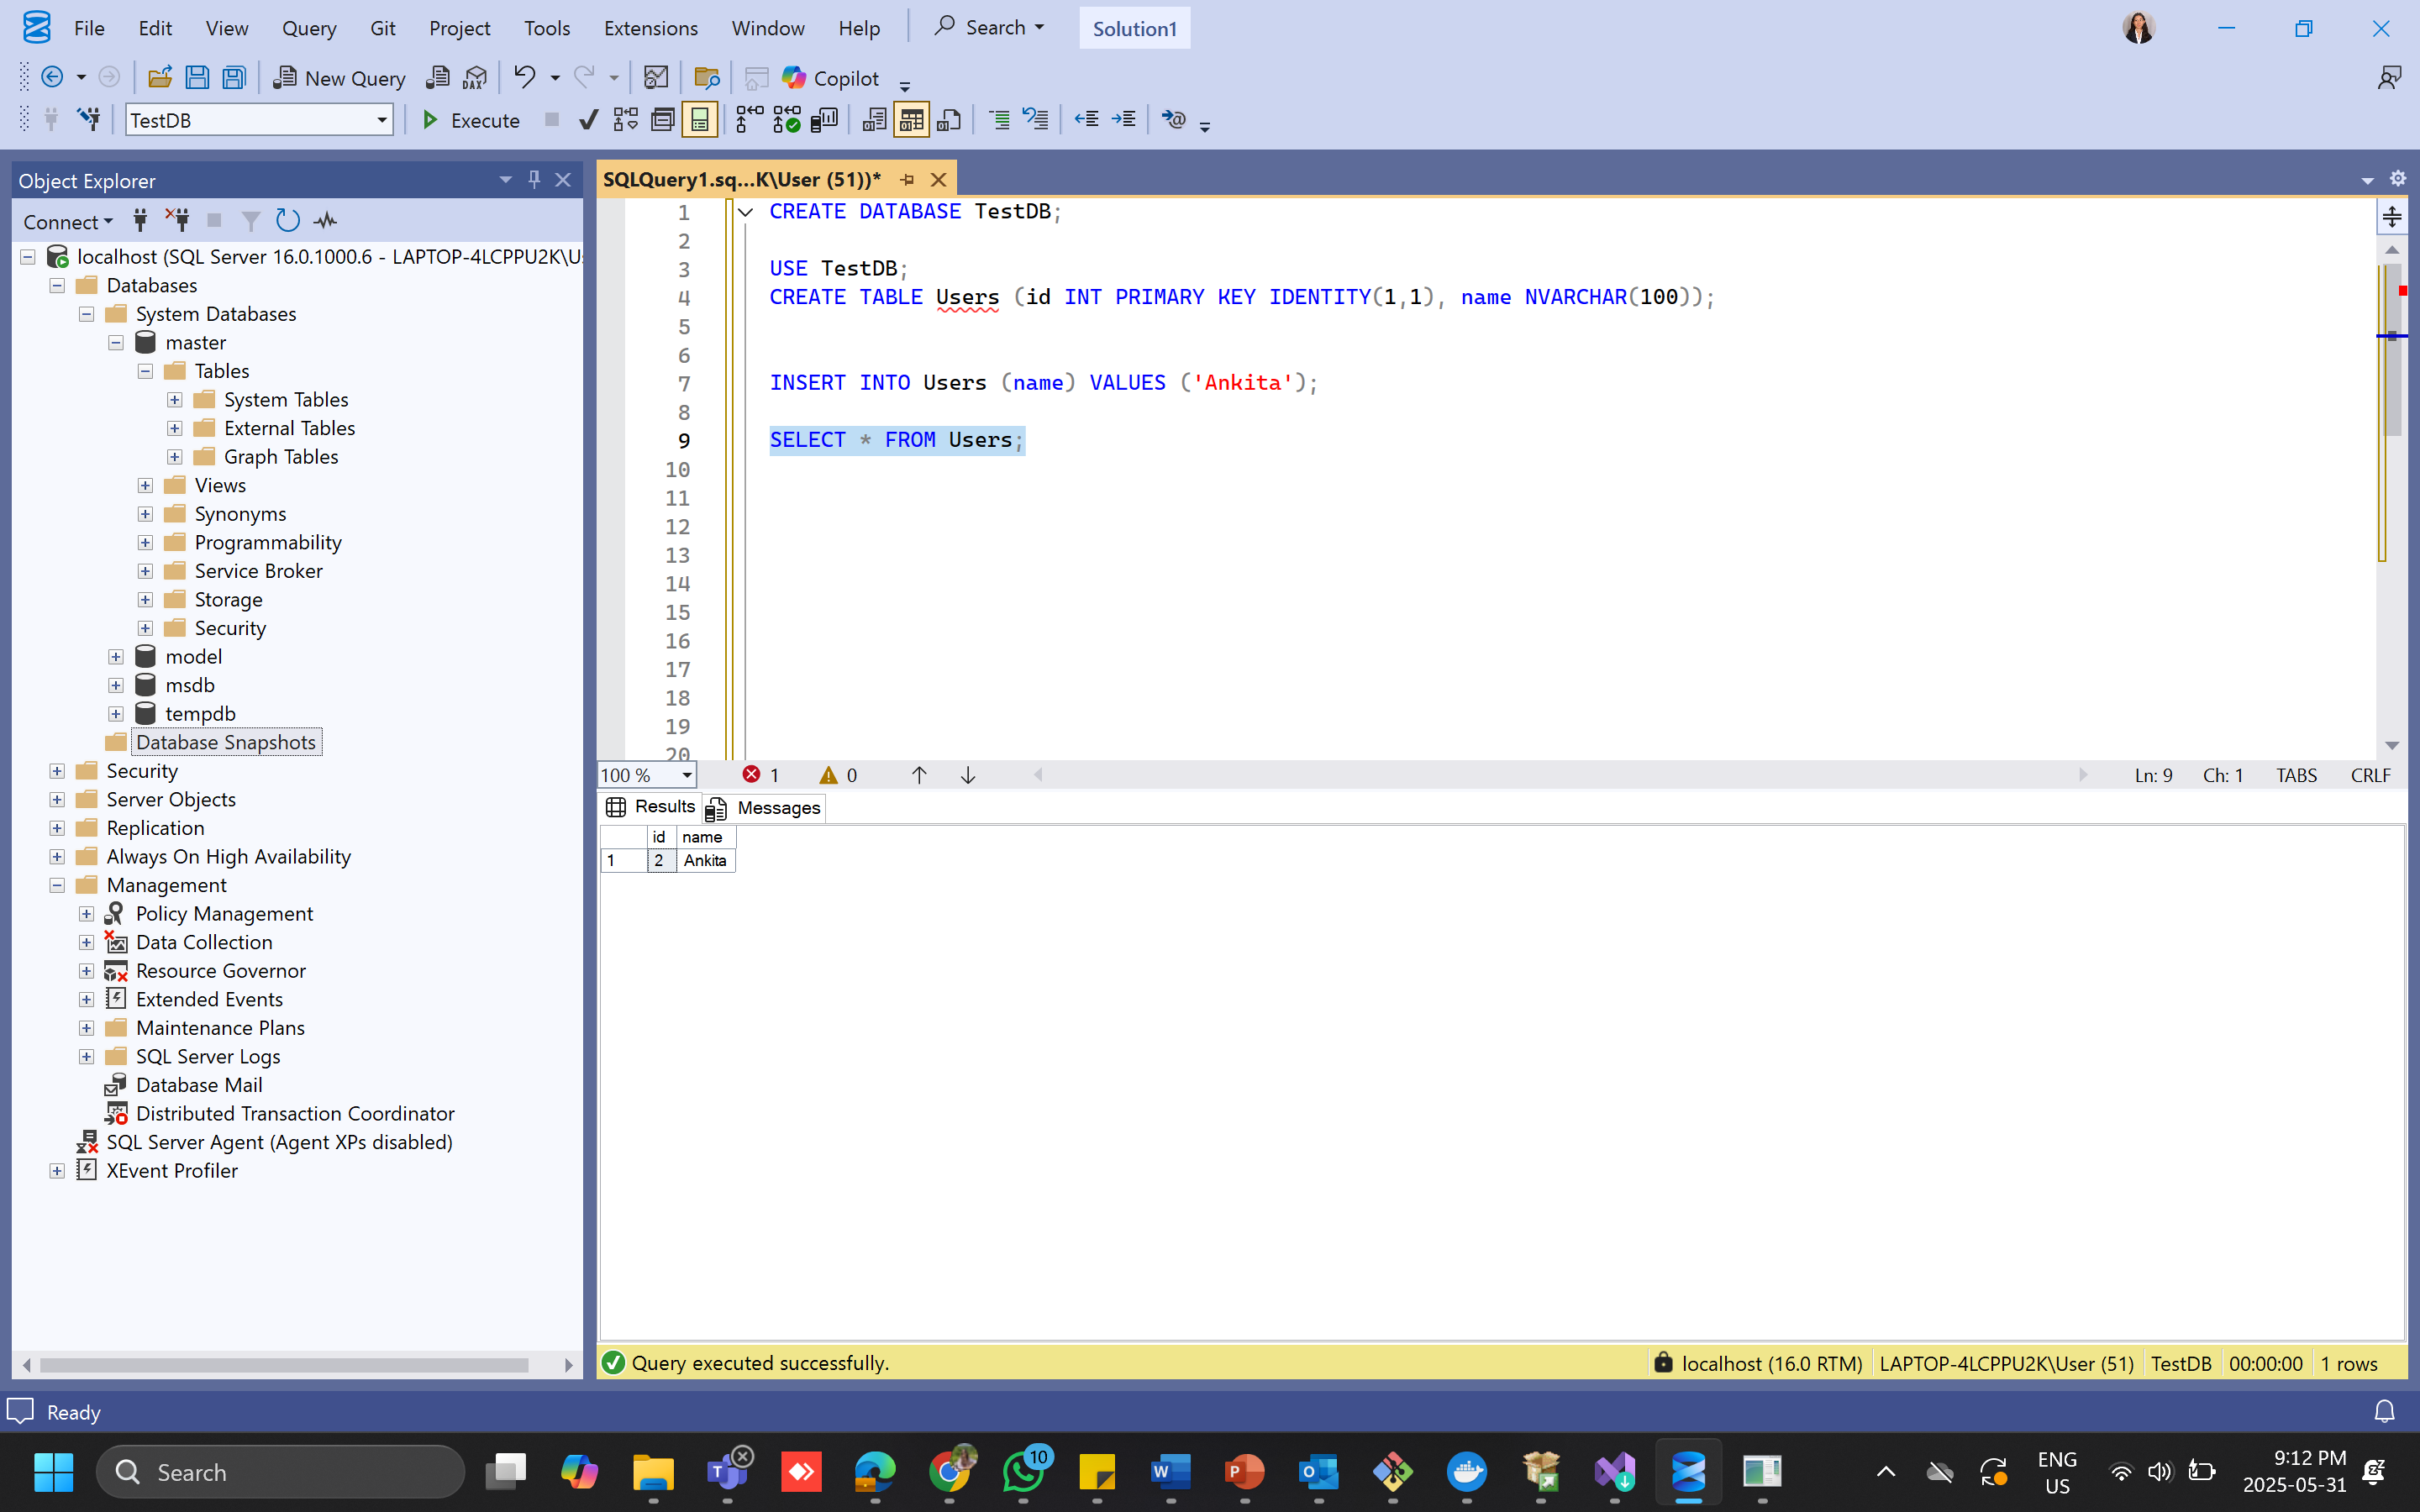 File Edit View Query Git Project Tools Extensions Window Help Search Solution1
New Query DAX Copilot
TestDB Execute
Object Explorer
SQLQuery1.sq...K\User (51))*
Connect
localhost (SQL Server 16.0.1000.6 - LAPTOP-4LCPPU2K\Us
Databases
System Databases
master
Tables
System Tables
External Tables
Graph Tables
Views
Synonyms
Programmability
Service Broker
Storage
Security
model
msdb
tempdb
Database Snapshots
Security
Server Objects
Replication
Always On High Availability
Management
Policy Management
Data Collection
Resource Governor
Extended Events
Maintenance Plans
SQL Server Logs
Database Mail
Distributed Transaction Coordinator
SQL Server Agent (Agent XPs disabled)
XEvent Profiler
1 CREATE DATABASE TestDB;
2
3 USE TestDB;
4 CREATE TABLE Users (id INT PRIMARY KEY IDENTITY(1,1), name NVARCHAR(100));
5
6
7 INSERT INTO Users (name) VALUES ('Ankita');
8
9 SELECT * FROM Users;
10
11
12
13
14
15
16
17
18
19
20
100 % 1 0 Ln: 9 Ch: 1 TABS CRLF
Results Messages
id name
1 2 Ankita
Query executed successfully. localhost (16.0 RTM) LAPTOP-4LCPPU2K\User (51) TestDB 00:00:00 1 rows
Ready
Search 10 ENG US 9:12 PM 2025-05-31